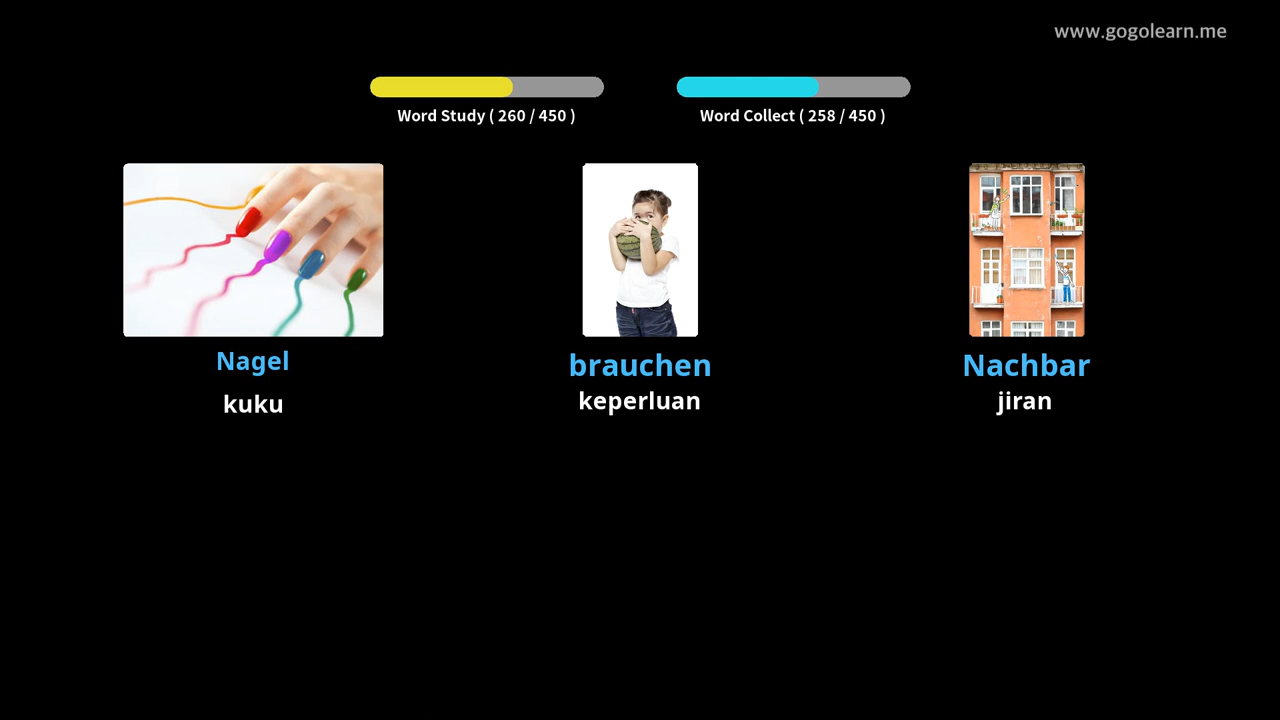 www.gogolearn.me
Word Study ( 260 / 450 )
Word Collect ( 258 / 450 )
Nagel
kuku
brauchen
keperluan
Nachbar
jiran